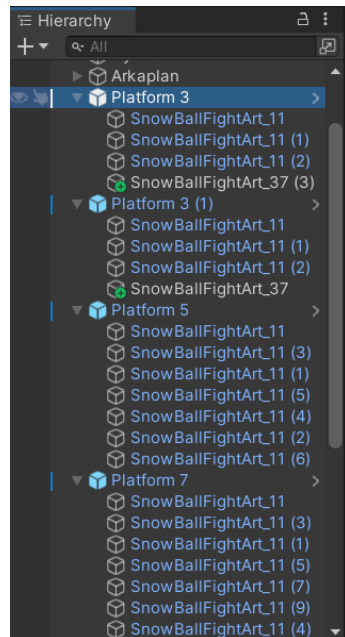 Hierarchy
All
Arkaplan
Platform 3
SnowBallFightArt_11
SnowBallFightArt_11 (1)
SnowBallFightArt_11 (2)
SnowBallFightArt_37 (3)
Platform 3 (1)
SnowBallFightArt_11
SnowBallFightArt_11 (1)
SnowBallFightArt_11 (2)
SnowBallFightArt_37
Platform 5
SnowBallFightArt_11
SnowBallFightArt_11 (3)
SnowBallFightArt_11 (1)
SnowBallFightArt_11 (5)
SnowBallFightArt_11 (4)
SnowBallFightArt_11 (2)
SnowBallFightArt_11 (6)
Platform 7
SnowBallFightArt_11
SnowBallFightArt_11 (3)
SnowBallFightArt_11 (1)
SnowBallFightArt_11 (5)
SnowBallFightArt_11 (7)
SnowBallFightArt_11 (9)
SnowBallFightArt_11 (4)